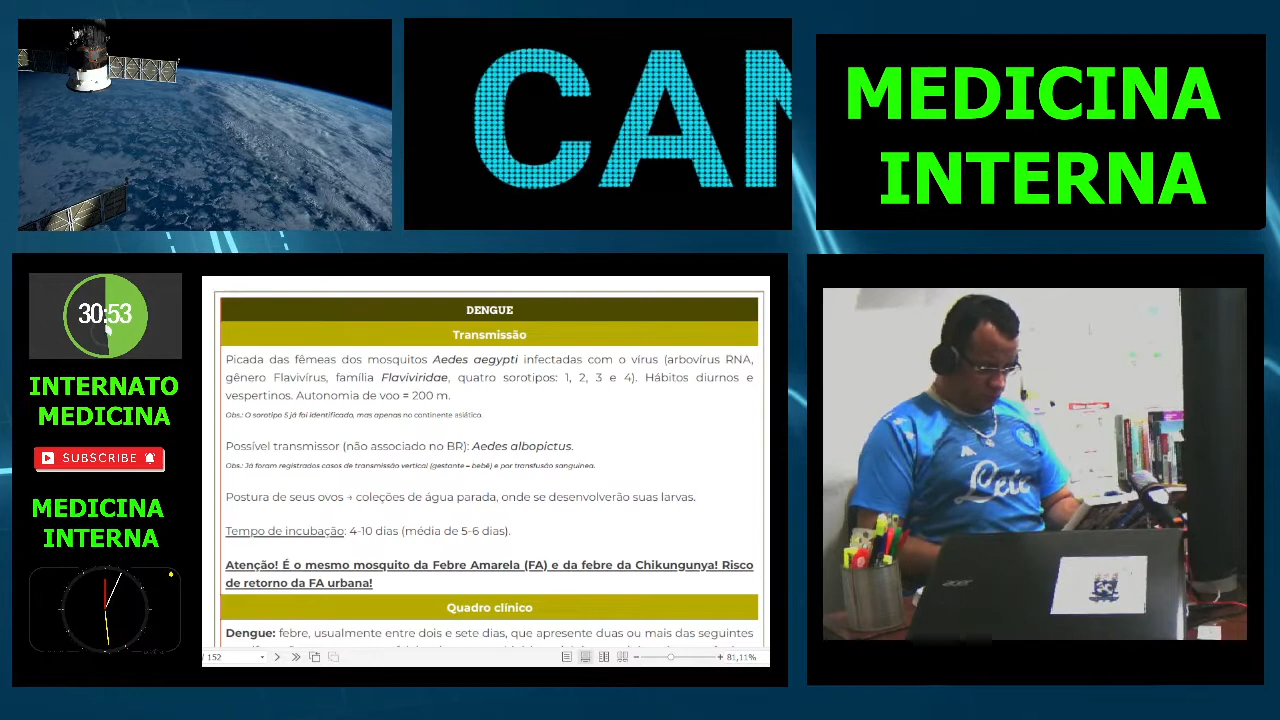 CAN
MEDICINA
INTERNA
30:53
INTERNATO
MEDICINA
SUBSCRIBE
MEDICINA
INTERNA
DENGUE
Transmissão
Picada das fêmeas dos mosquitos Aedes aegypti infectadas com o vírus (arbovírus RNA,
gênero Flavivírus, família Flaviviridae, quatro sorotipos: 1, 2, 3 e 4). Hábitos diurnos e
vespertinos. Autonomia de voo = 200 m.
Obs.: O sorotipo 5 já foi identificado, mas apenas no continente asiático.
Possível transmissor (não associado no BR): Aedes albopictus.
Obs.: Já foram registrados casos de transmissão vertical (gestante – bebê) e por transfusão sanguínea.
Postura de seus ovos → coleções de água parada, onde se desenvolverão suas larvas.
Tempo de incubação: 4-10 dias (média de 5-6 dias).
Atenção! É o mesmo mosquito da Febre Amarela (FA) e da febre da Chikungunya! Risco
de retorno da FA urbana!
Quadro clínico
Dengue: febre, usualmente entre dois e sete dias, que apresente duas ou mais das seguintes
/ 152
81,11%
Lete
acer